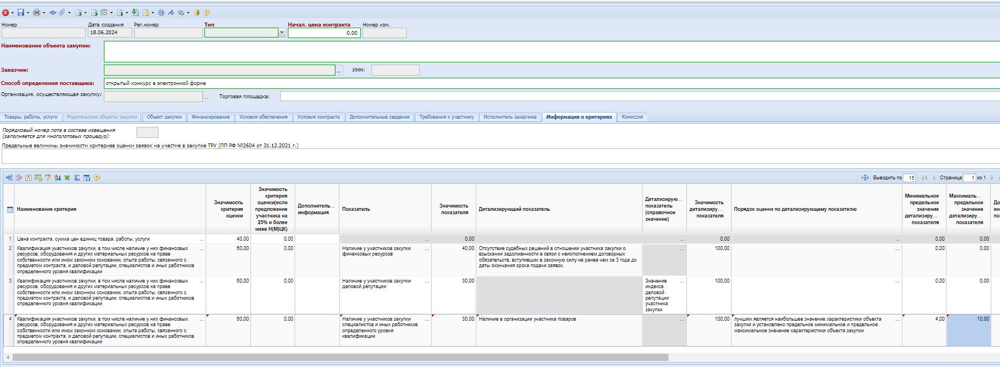 Номер
Дата создания
Рег.номер
Тип
Начал. цена контракта
Номер изм.
18.06.2024
0,00
Наименование объекта закупки:
Заказчик:
...
ИНН:
Способ определения поставщика:
открытый конкурс в электронной форме
Организация, осуществляющая закупку:
...
Торговая площадка:
Товары, работы, услуги
Родительские объекты закупки
Объект закупки
Финансирование
Условия обеспечения
Условия контракта
Дополнительные сведения
Требования к участнику
Исполнитель заказчика
Информация о критериях
Комиссия
Порядковый номер лота в составе извещения
(заполняется для многолотовых процедур):
Предельные величины значимости критериев оценки заявок на участие в закупке ТРУ (ПП РФ №2604 от 31.12.2021 г.)
Выводить по 15
Страница 1 из 1
Наименование критерия
Значимость
критерия
оценки
Значимость
критерия
оценки(если
предложение
участника на
25% и более
ниже Н(М)ЦК)
Дополнитель...
информация
Показатель
Значимость
показателя
Детализирующий показатель
Детализирую...
показатель
(справочное
значение)
Значимость
детализиру...
показателя
Порядок оценки по детализирующему показателю
Минимальное
предельное
значение
детализиру...
показателя
Максималь...
предельное
значение
детализиру...
показателя
1 Цена контракта, сумма цен единиц товара, работы, услуги ... 40,00 0,00 ... 0,00 ... 0,00 ... 0,00 0,00
2 Квалификация участников закупки, в том числе наличие у них финансовых ...
ресурсов, оборудования и других материальных ресурсов на праве
собственности или ином законном основании, опыта работы, связанного с
предметом контракта, и деловой репутации, специалистов и иных работников
определенного уровня квалификации
60,00 0,00
Наличие у участников закупки ...
финансовых ресурсов
40,00
Отсутствие судебных решений в отношении участника закупки о
взыскании задолженности в связи с неисполнением договорных
обязательств, вступивших в законную силу не ранее чем за 3 года до
даты окончания срока подачи заявок.
... 100,00 ... 0,00 0,00
3 Квалификация участников закупки, в том числе наличие у них финансовых ...
ресурсов, оборудования и других материальных ресурсов на праве
собственности или ином законном основании, опыта работы, связанного с
предметом контракта, и деловой репутации, специалистов и иных работников
определенного уровня квалификации
60,00 0,00
Наличие у участников закупки ...
деловой репутации
30,00
Значение ...
индекса
деловой
репутации
участника
закупки
100,00 ... 0,00 0,00
4 Квалификация участников закупки, в том числе наличие у них финансовых ...
ресурсов, оборудования и других материальных ресурсов на праве
собственности или ином законном основании, опыта работы, связанного с
предметом контракта, и деловой репутации, специалистов и иных работников
определенного уровня квалификации
60,00 0,00
Наличие у участников закупки ...
специалистов и иных работников
определенного уровня
квалификации
30,00
Наличие в организации участника поваров
... 100,00
лучшим является наибольшее значение характеристики объекта ...
закупки и установлено предельное минимальное и предельное
максимальное значение характеристики объекта закупки
4,00 10,00